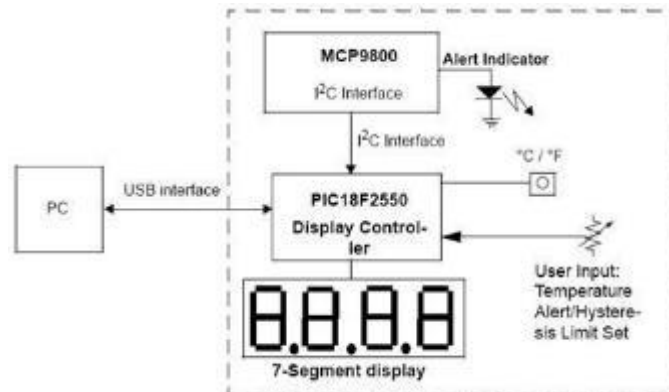 MCP9800
I²C Interface
Alert Indicator
I²C Interface
°C / °F
USB interface
PC
PIC18F2550
Display Control-
ler
User Input:
Temperature
Alert/Hystere-
sis Limit Set
8.8.8.8
7-Segment display